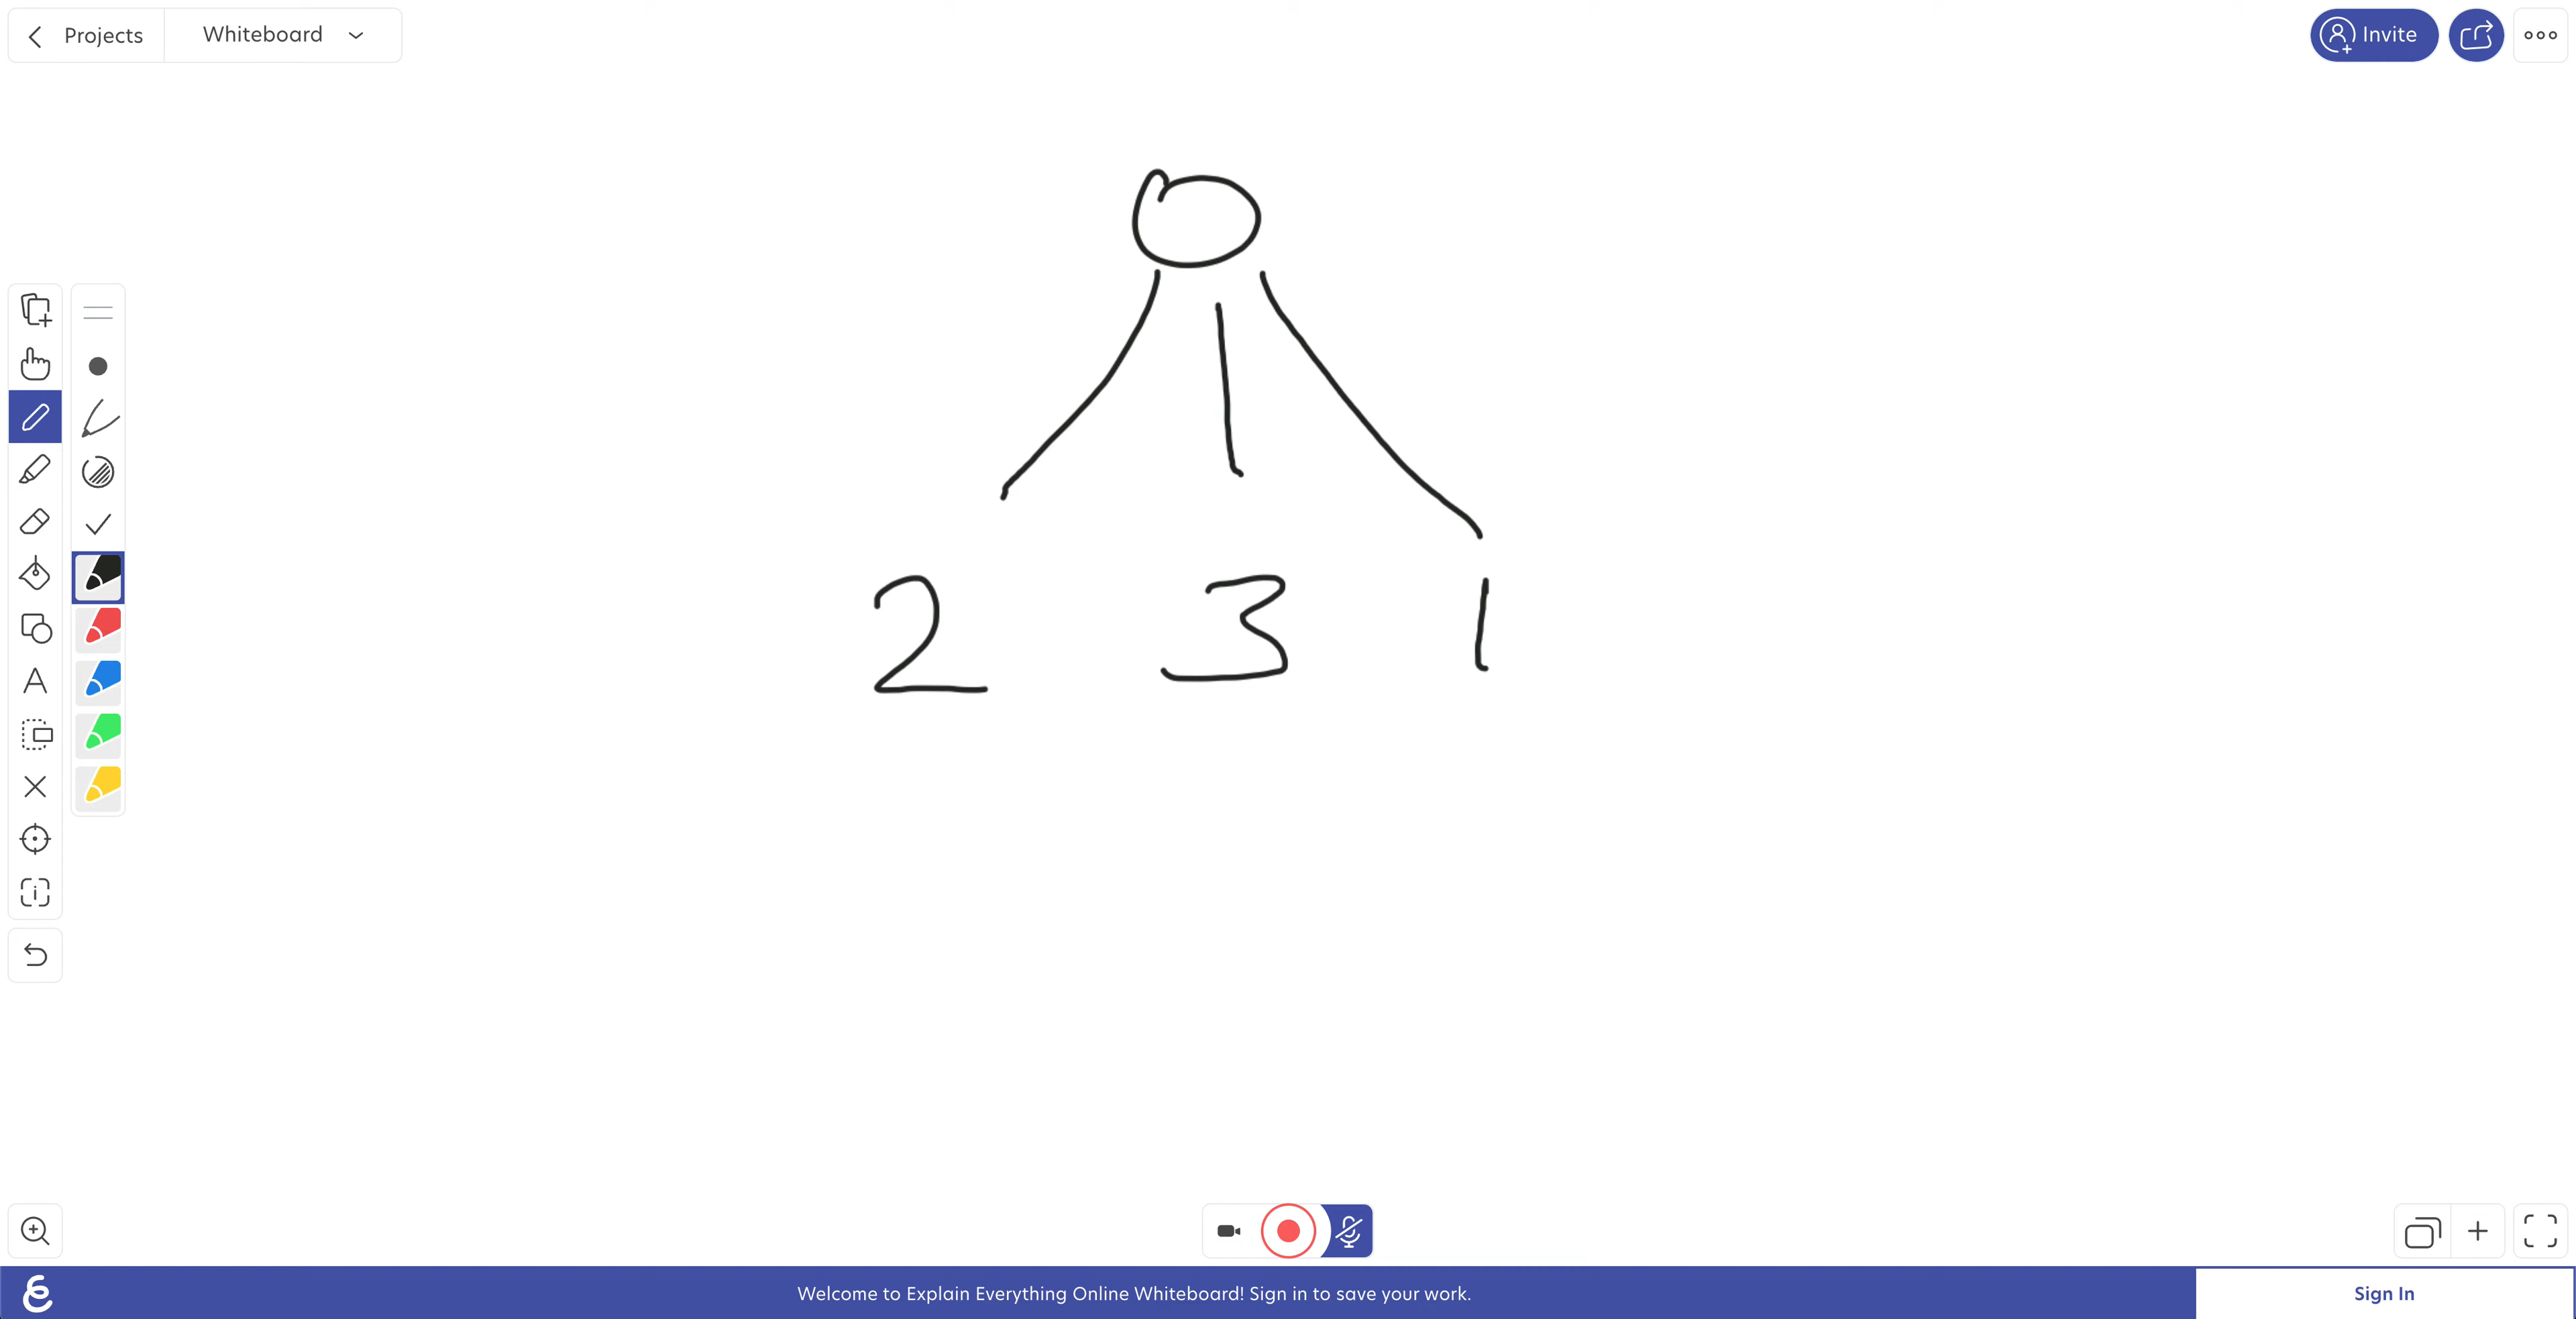 Projects
Whiteboard
Invite
2 3 1
A
Welcome to Explain Everything Online Whiteboard! Sign in to save your work.
Sign In